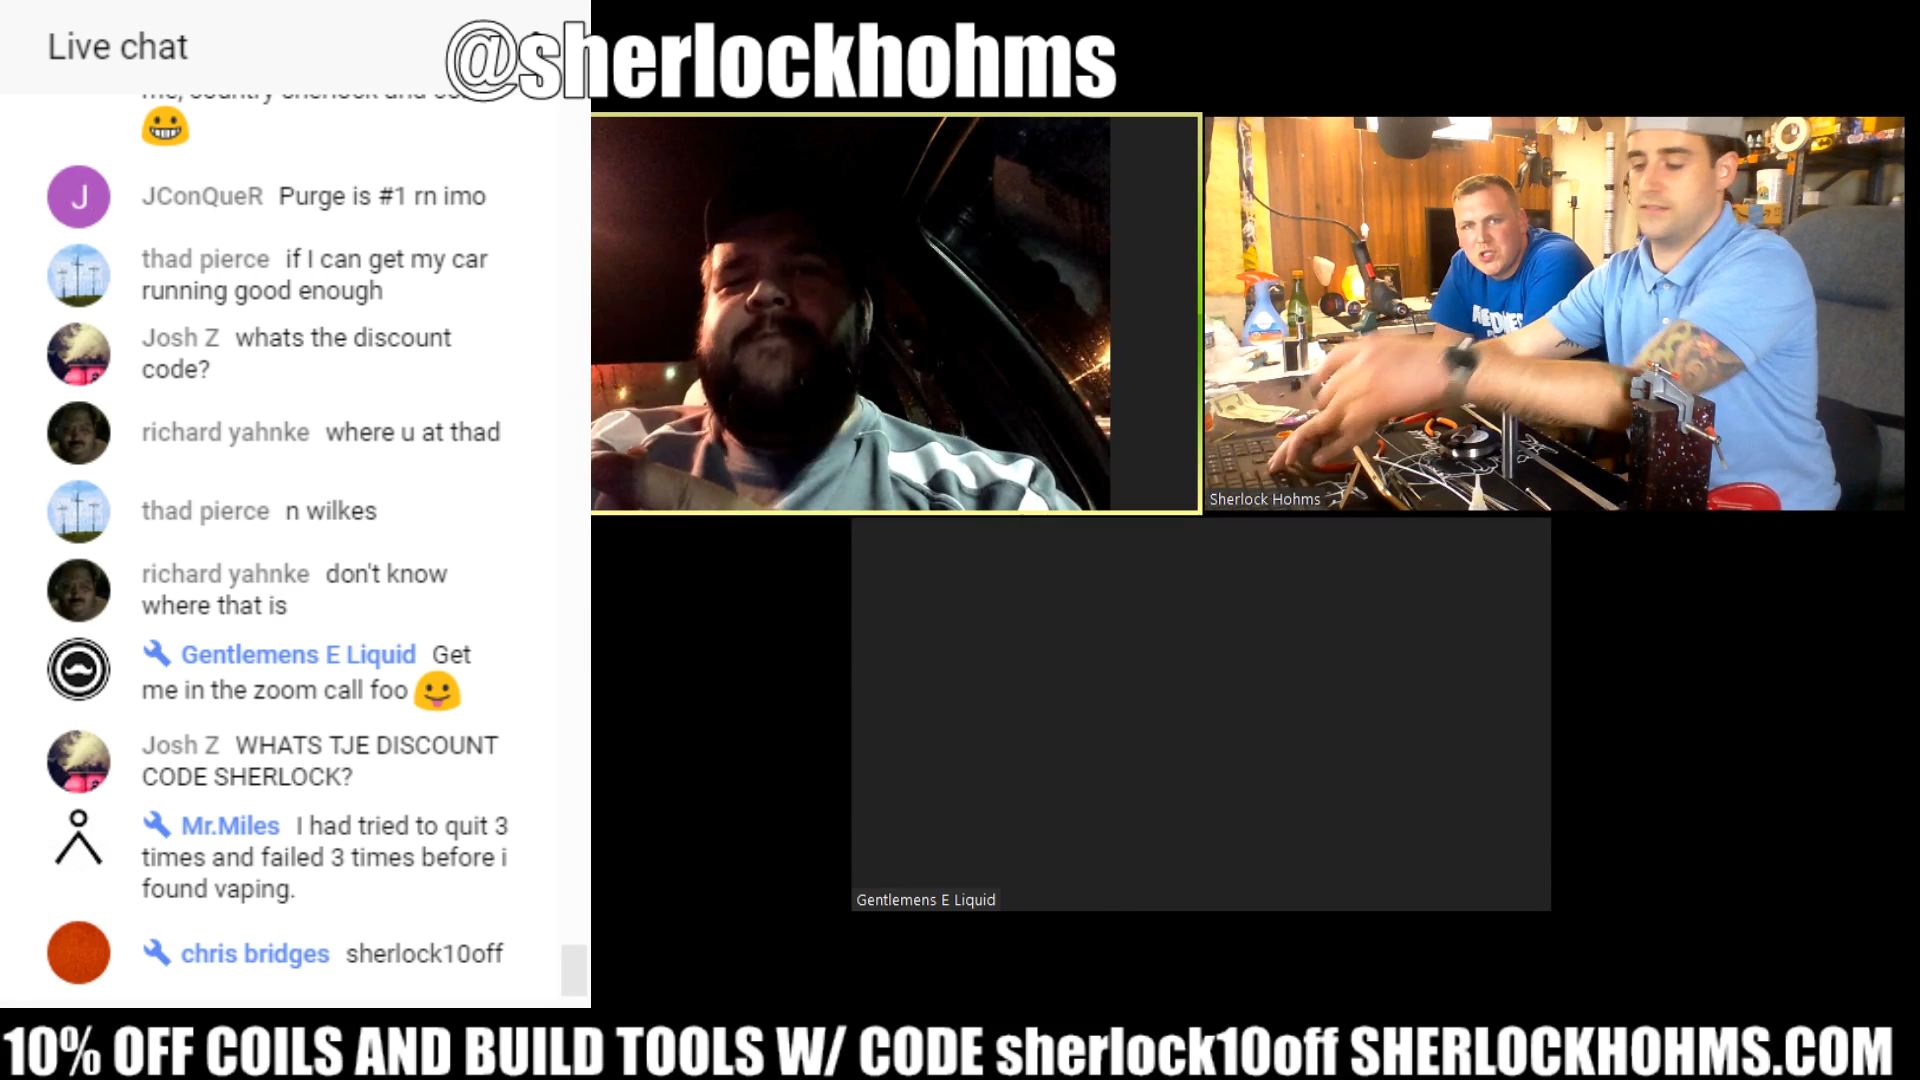 Live chat
@sherlockhohms
JConQueR Purge is #1 rn imo
thad pierce if I can get my car
running good enough
Josh Z whats the discount
code?
richard yahnke where u at thad
thad pierce n wilkes
richard yahnke don't know
where that is
Gentlemens E Liquid Get
me in the zoom call foo
Josh Z WHATS TJE DISCOUNT
CODE SHERLOCK?
Mr.Miles I had tried to quit 3
times and failed 3 times before i
found vaping.
chris bridges sherlock10off
J
Sherlock Hohms
Gentlemens E Liquid
10% OFF COILS AND BUILD TOOLS W/ CODE sherlock10off SHERLOCKHOHMS.COM